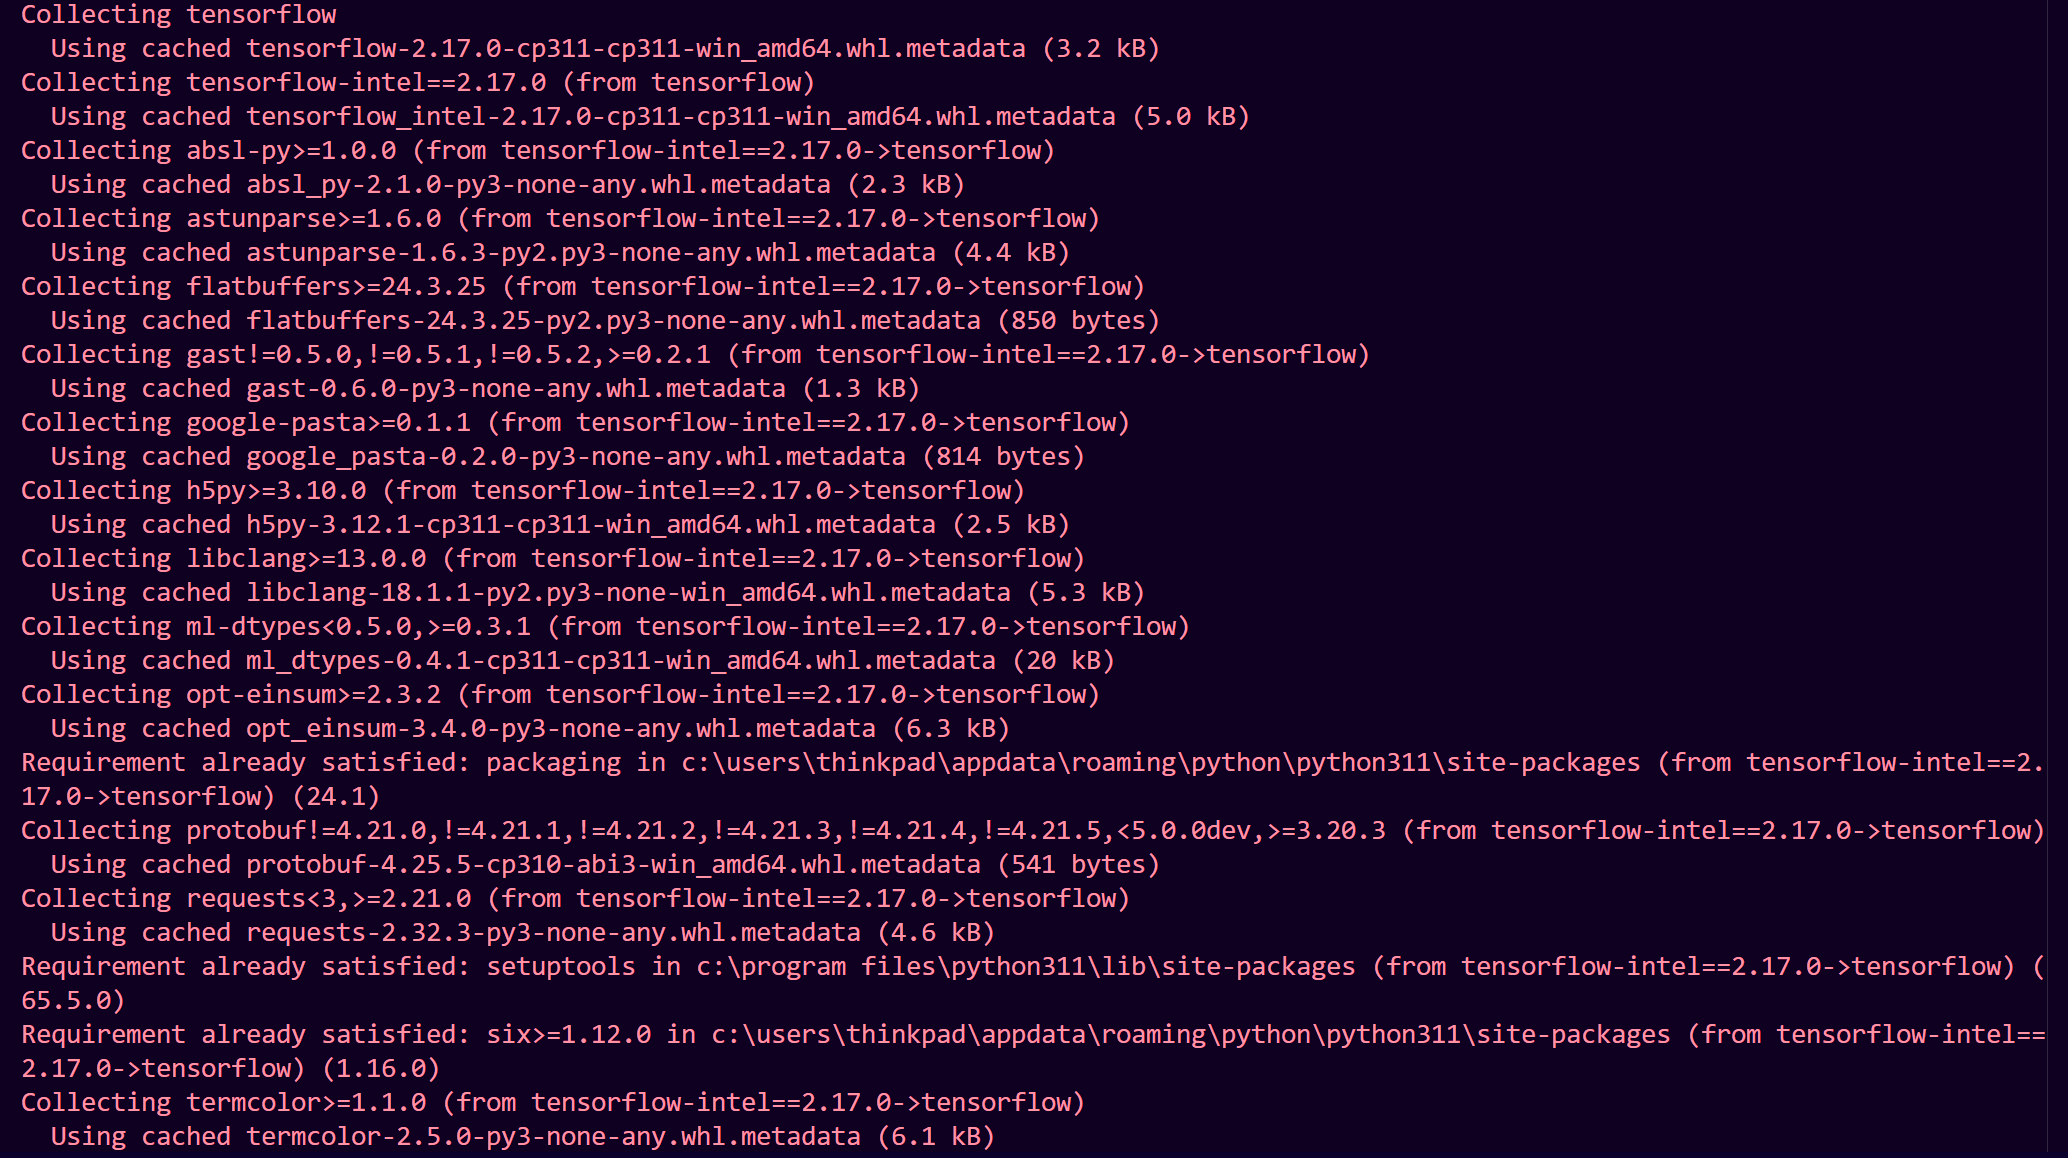 Collecting tensorflow
  Using cached tensorflow-2.17.0-cp311-cp311-win_amd64.whl.metadata (3.2 kB)
Collecting tensorflow-intel==2.17.0 (from tensorflow)
  Using cached tensorflow_intel-2.17.0-cp311-cp311-win_amd64.whl.metadata (5.0 kB)
Collecting absl-py>=1.0.0 (from tensorflow-intel==2.17.0->tensorflow)
  Using cached absl_py-2.1.0-py3-none-any.whl.metadata (2.3 kB)
Collecting astunparse>=1.6.0 (from tensorflow-intel==2.17.0->tensorflow)
  Using cached astunparse-1.6.3-py2.py3-none-any.whl.metadata (4.4 kB)
Collecting flatbuffers>=24.3.25 (from tensorflow-intel==2.17.0->tensorflow)
  Using cached flatbuffers-24.3.25-py2.py3-none-any.whl.metadata (850 bytes)
Collecting gast!=0.5.0,!=0.5.1,!=0.5.2,>=0.2.1 (from tensorflow-intel==2.17.0->tensorflow)
  Using cached gast-0.6.0-py3-none-any.whl.metadata (1.3 kB)
Collecting google-pasta>=0.1.1 (from tensorflow-intel==2.17.0->tensorflow)
  Using cached google_pasta-0.2.0-py3-none-any.whl.metadata (814 bytes)
Collecting h5py>=3.10.0 (from tensorflow-intel==2.17.0->tensorflow)
  Using cached h5py-3.12.1-cp311-cp311-win_amd64.whl.metadata (2.5 kB)
Collecting libclang>=13.0.0 (from tensorflow-intel==2.17.0->tensorflow)
  Using cached libclang-18.1.1-py2.py3-none-win_amd64.whl.metadata (5.3 kB)
Collecting ml-dtypes<0.5.0,>=0.3.1 (from tensorflow-intel==2.17.0->tensorflow)
  Using cached ml_dtypes-0.4.1-cp311-cp311-win_amd64.whl.metadata (20 kB)
Collecting opt-einsum>=2.3.2 (from tensorflow-intel==2.17.0->tensorflow)
  Using cached opt_einsum-3.4.0-py3-none-any.whl.metadata (6.3 kB)
Requirement already satisfied: packaging in c:\users\thinkpad\appdata\roaming\python\python311\site-packages (from tensorflow-intel==2.
17.0->tensorflow) (24.1)
Collecting protobuf!=4.21.0,!=4.21.1,!=4.21.2,!=4.21.3,!=4.21.4,!=4.21.5,<5.0.0dev,>=3.20.3 (from tensorflow-intel==2.17.0->tensorflow)
  Using cached protobuf-4.25.5-cp310-abi3-win_amd64.whl.metadata (541 bytes)
Collecting requests<3,>=2.21.0 (from tensorflow-intel==2.17.0->tensorflow)
  Using cached requests-2.32.3-py3-none-any.whl.metadata (4.6 kB)
Requirement already satisfied: setuptools in c:\program files\python311\lib\site-packages (from tensorflow-intel==2.17.0->tensorflow) (
65.5.0)
Requirement already satisfied: six>=1.12.0 in c:\users\thinkpad\appdata\roaming\python\python311\site-packages (from tensorflow-intel==
2.17.0->tensorflow) (1.16.0)
Collecting termcolor>=1.1.0 (from tensorflow-intel==2.17.0->tensorflow)
  Using cached termcolor-2.5.0-py3-none-any.whl.metadata (6.1 kB)